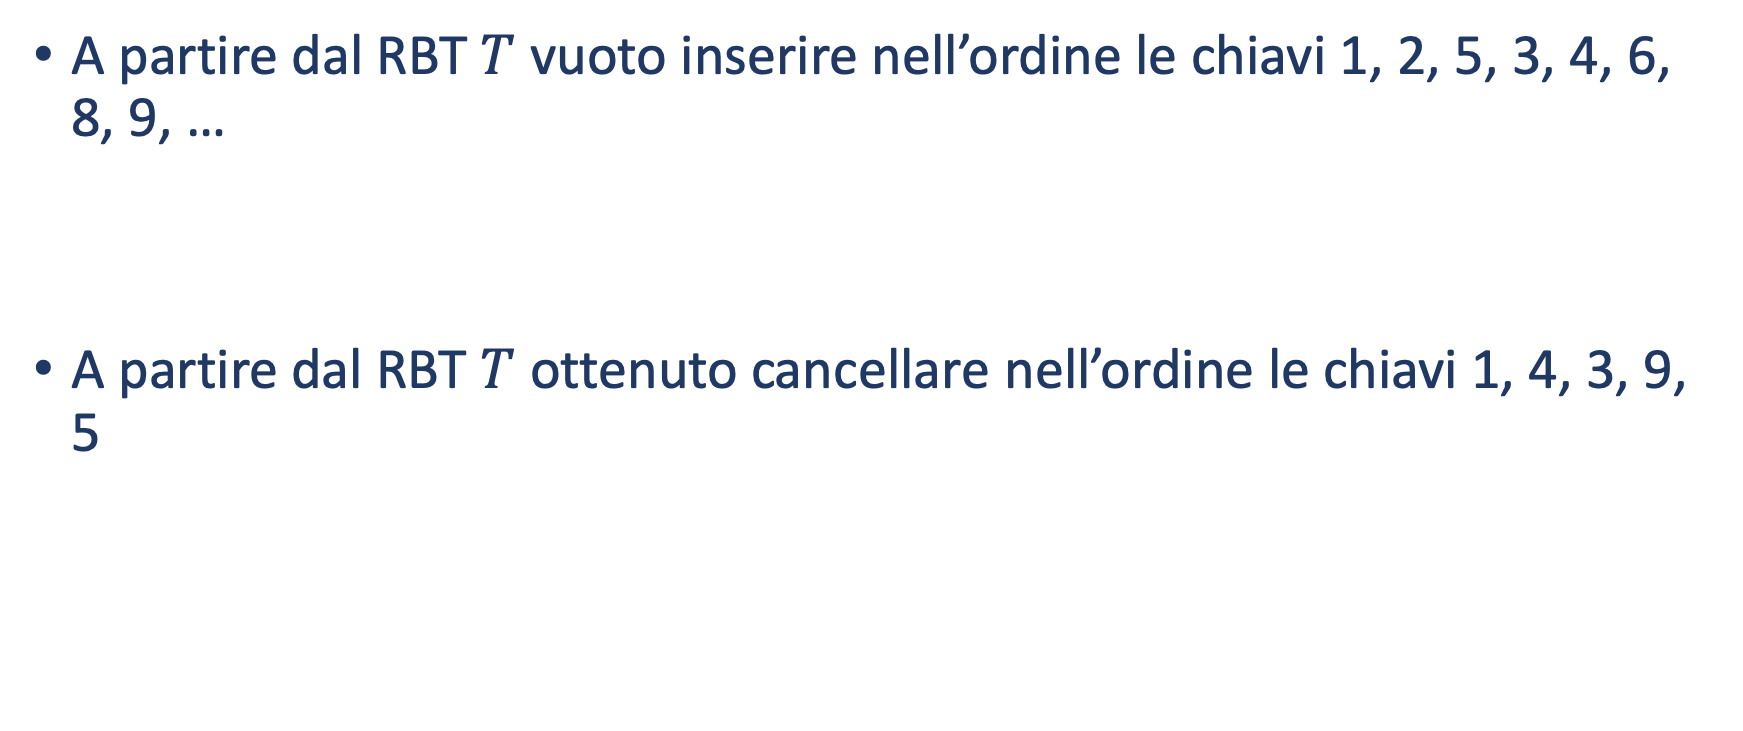 • A partire dal RBT 𝑇 vuoto inserire nell’ordine le chiavi 1, 2, 5, 3, 4, 6,
8, 9, …
• A partire dal RBT 𝑇 ottenuto cancellare nell’ordine le chiavi 1, 4, 3, 9,
5